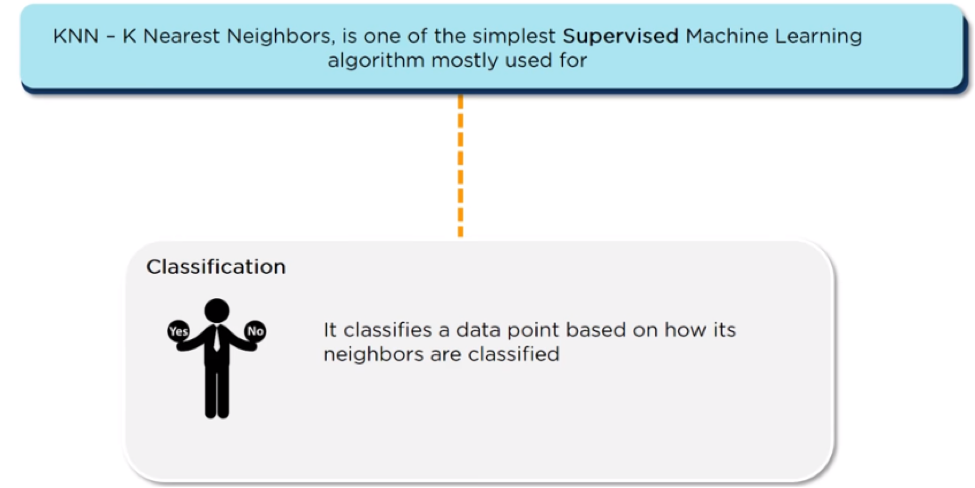 KNN – K Nearest Neighbors, is one of the simplest Supervised Machine Learning
algorithm mostly used for
Classification
Yes
No
It classifies a data point based on how its
neighbors are classified